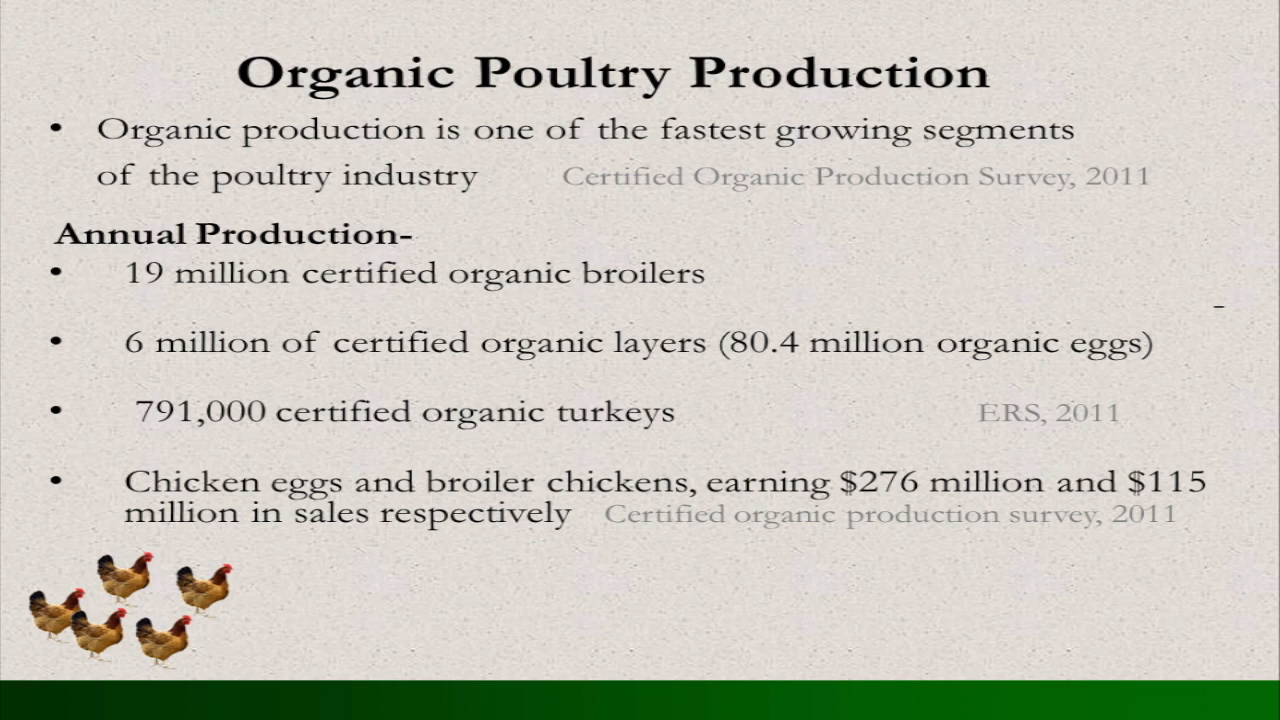 Organic Poultry Production
• Organic production is one of the fastest growing segments
of the poultry industry Certified Organic Production Survey, 2011
Annual Production-
• 19 million certified organic broilers
-
• 6 million of certified organic layers (80.4 million organic eggs)
• 791,000 certified organic turkeys ERS, 2011
• Chicken eggs and broiler chickens, earning $276 million and $115
million in sales respectively Certified organic production survey, 2011